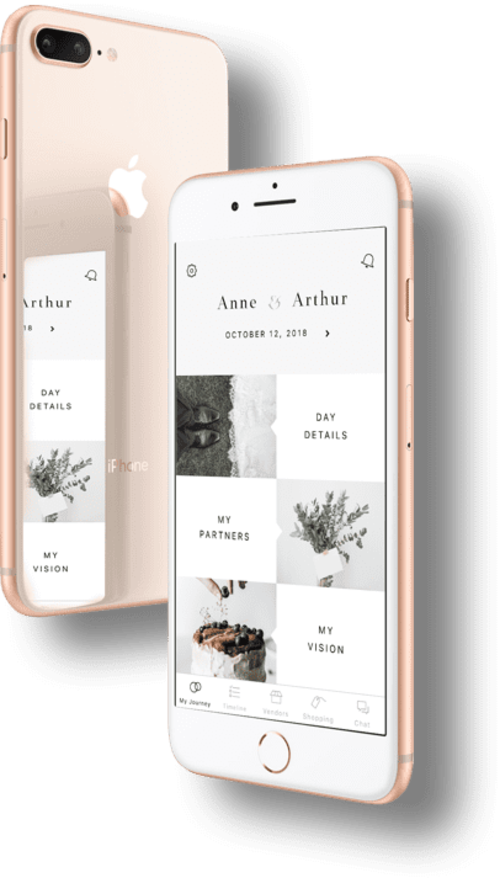 Arthur
18 >
DAY
DETAILS
MY
VISION
iPhone
Anne & Arthur
OCTOBER 12, 2018 >
DAY
DETAILS
MY
PARTNERS
MY
VISION
My Journey
Timeline
Vendors
Shopping
Chat